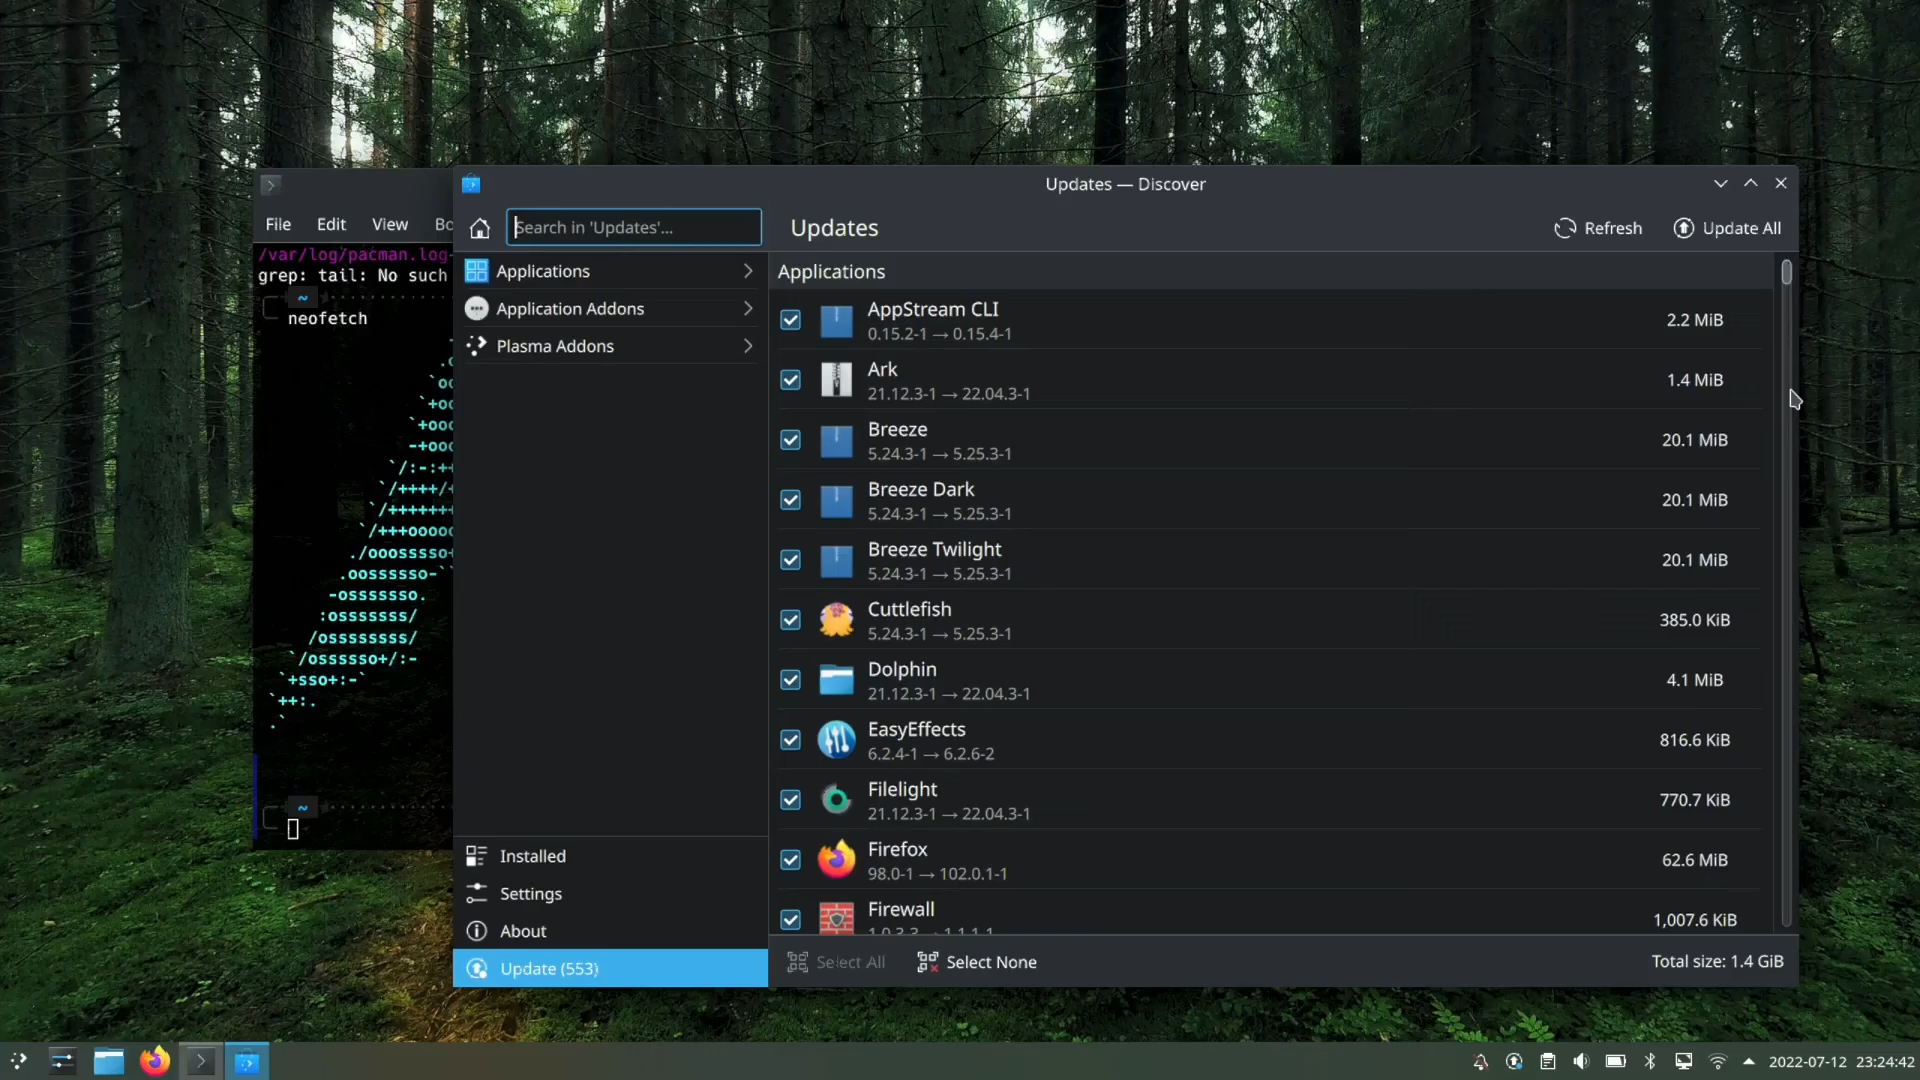 Updates — Discover
File Edit View Bo
Search in 'Updates'...
Updates
Refresh
Update All
/var/log/pacman.log
grep: tail: No such
~
neofetch
Applications
Application Addons
Plasma Addons
Applications
AppStream CLI
0.15.2-1 → 0.15.4-1
2.2 MiB
Ark
21.12.3-1 → 22.04.3-1
1.4 MiB
Breeze
5.24.3-1 → 5.25.3-1
20.1 MiB
Breeze Dark
5.24.3-1 → 5.25.3-1
20.1 MiB
Breeze Twilight
5.24.3-1 → 5.25.3-1
20.1 MiB
Cuttlefish
5.24.3-1 → 5.25.3-1
385.0 KiB
Dolphin
21.12.3-1 → 22.04.3-1
4.1 MiB
EasyEffects
6.2.4-1 → 6.2.6-2
816.6 KiB
Filelight
21.12.3-1 → 22.04.3-1
770.7 KiB
Firefox
98.0-1 → 102.0.1-1
62.6 MiB
Firewall
1,007.6 KiB
~
Installed
Settings
About
Update (553)
Select All
Select None
Total size: 1.4 GiB
2022-07-12 23:24:42